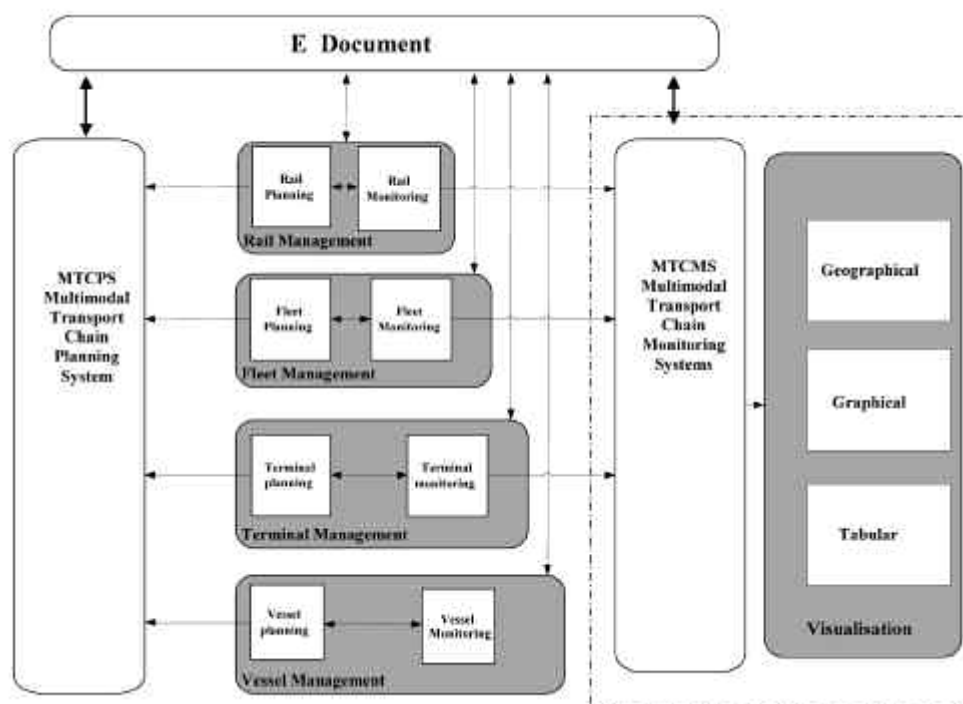 E Document
MTCPS
Multimodal
Transport
Chain
Planning
System
Rail
Planning
Rail
Monitoring
Rail Management
Fleet
Planning
Fleet
Monitoring
Fleet Management
Terminal
planning
Terminal
monitoring
Terminal Management
Vessel
planning
Vessel
Monitoring
Vessel Management
MTCMS
Multimodal
Transport
Chain
Monitoring
Systems
Geographical
Graphical
Tabular
Visualisation